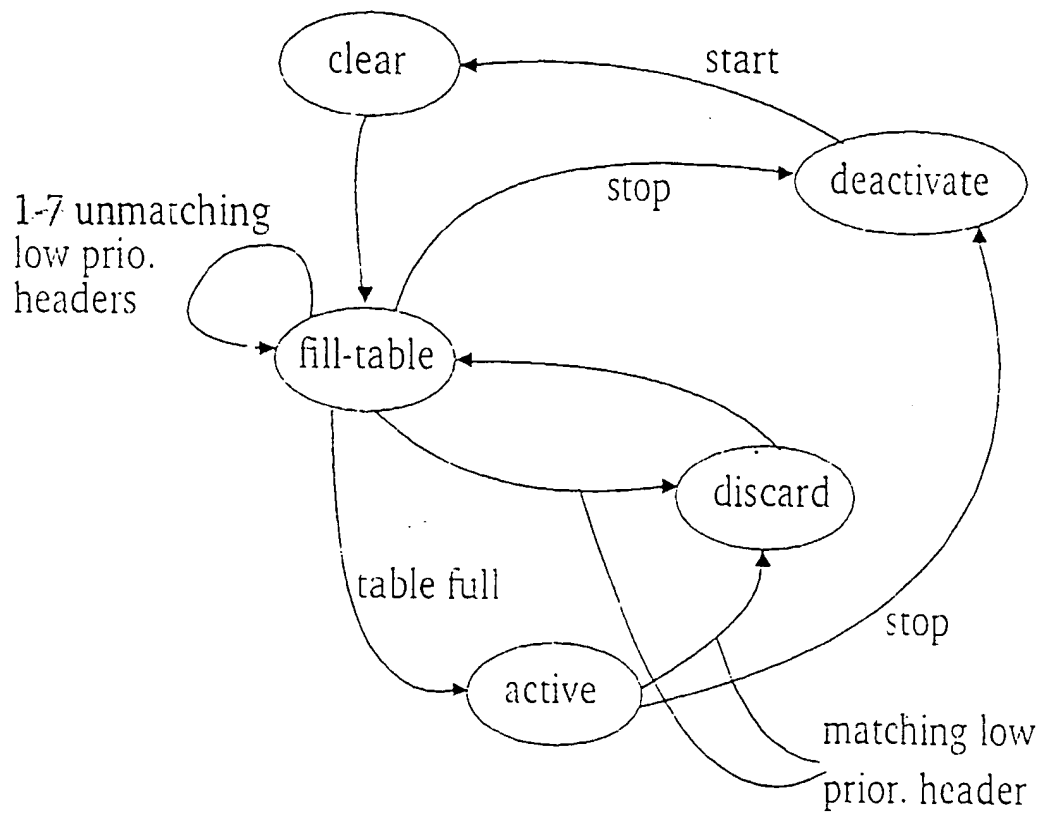 clear
start
deactivate
stop
1-7 unmatching
low prio.
headers
fill-table
discard
table full
stop
active
matching low
prior. header